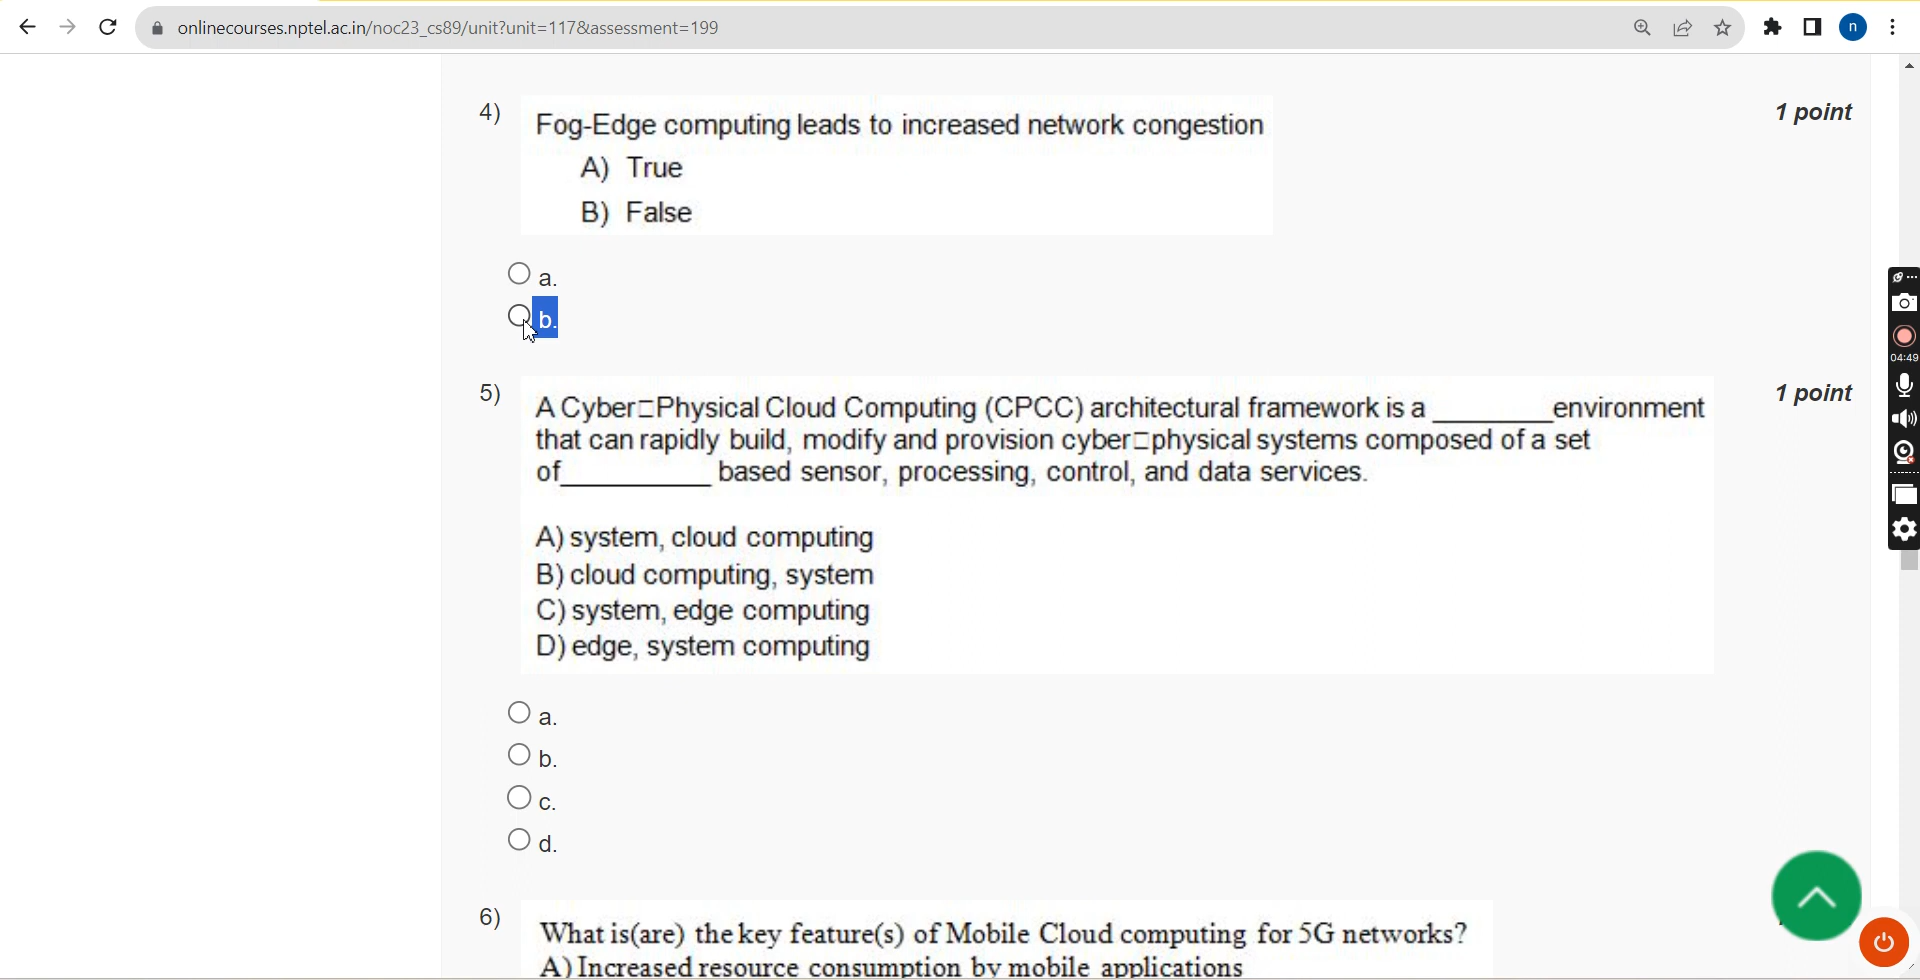 onlinecourses.nptel.ac.in/noc23_cs89/unit?unit=117&assessment=199
n
4)
1 point
Fog-Edge computing leads to increased network congestion
A) True
B) False
a.
b.
04:49
5)
1 point
A Cyber□Physical Cloud Computing (CPCC) architectural framework is a ________environment
that can rapidly build, modify and provision cyber□physical systems composed of a set
of__________ based sensor, processing, control, and data services.
A) system, cloud computing
B) cloud computing, system
C) system, edge computing
D) edge, system computing
a.
b.
c.
d.
6)
What is(are) the key feature(s) of Mobile Cloud computing for 5G networks?
A) Increased resource consumption by mobile applications